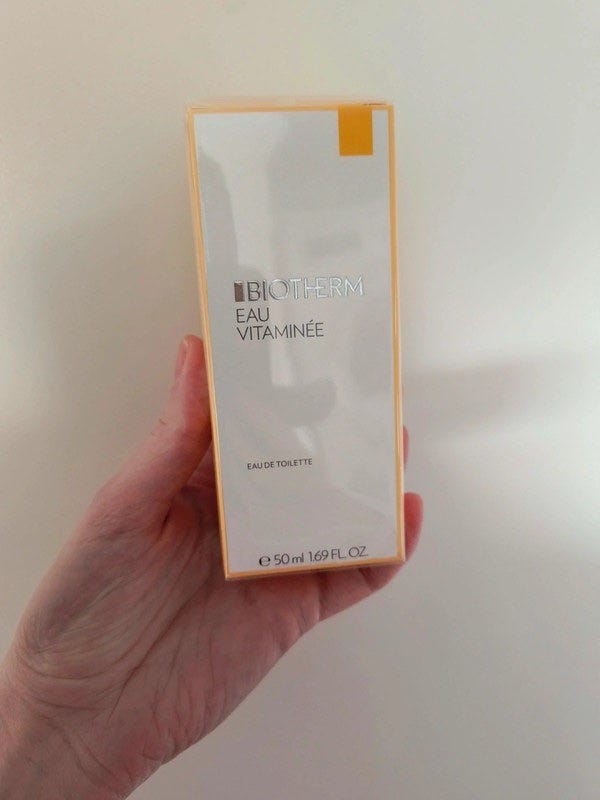 BIOTHERM
EAU
VITAMINÉE
EAU DE TOILETTE
℮ 50 ml 1.69 FL. OZ.